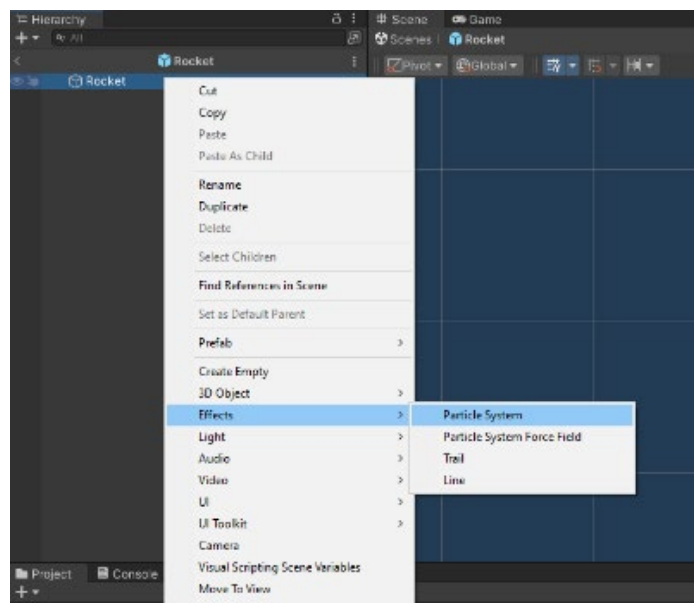 Hierarchy
All
Rocket
Rocket
Scene
Game
Scenes
Rocket
Pivot
Global
Cut
Copy
Paste
Paste As Child
Rename
Duplicate
Delete
Select Children
Find References in Scene
Set as Default Parent
Prefab
Create Empty
3D Object
Effects
Light
Audio
Video
UI
UI Toolkit
Camera
Visual Scripting Scene Variables
Move To View
Particle System
Particle System Force Field
Trail
Line
Project
Console